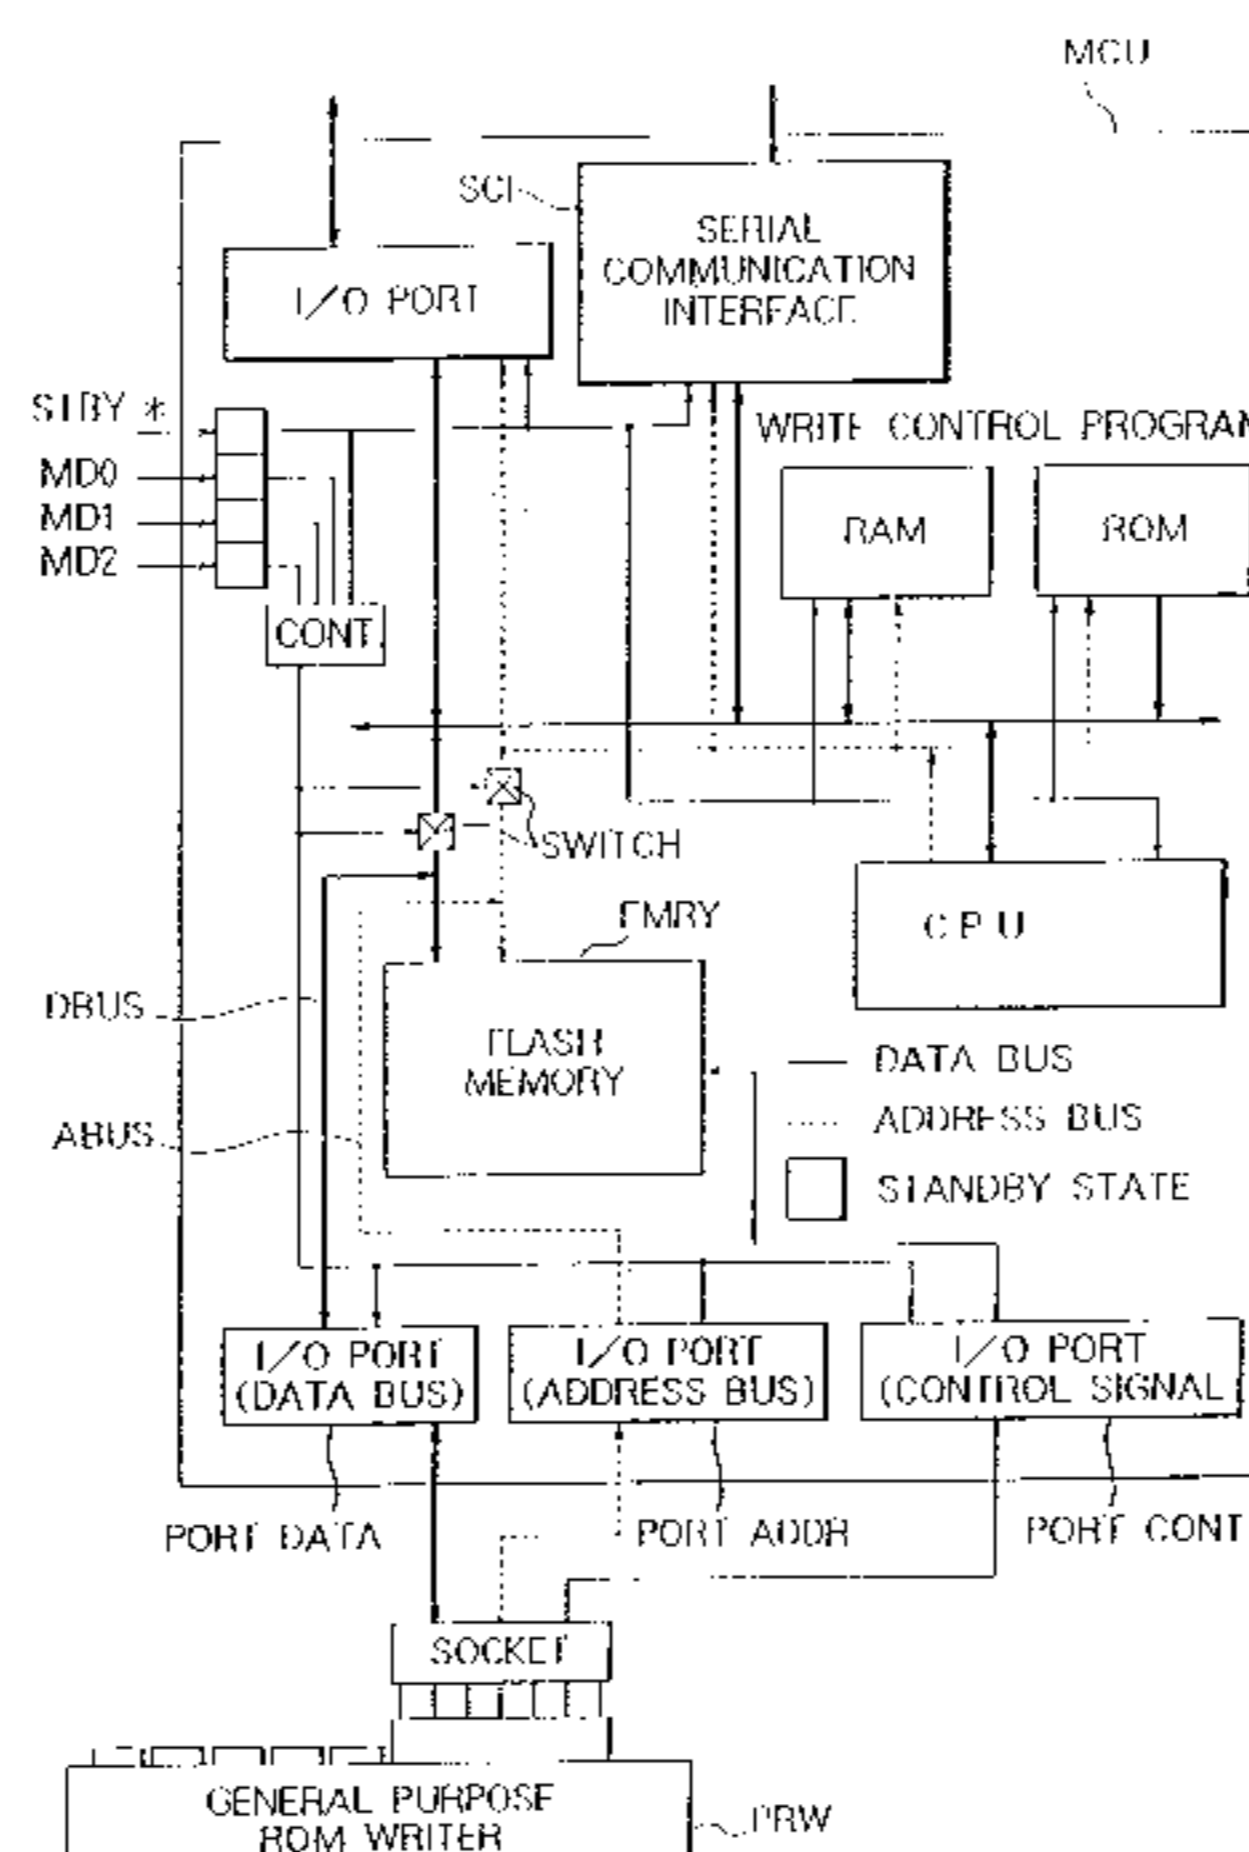 MCU
SCI
SERIAL
COMMUNICATION
INTERFACE
I/O PORT
STBY *
MD0
MD1
MD2
WRITE CONTROL PROGRAM
RAM
ROM
CONT.
SWITCH
FMRY
CPU
DBUS
FLASH
MEMORY
DATA BUS
ABUS
ADDRESS BUS
STANDBY STATE
I/O PORT
(DATA BUS)
I/O PORT
(ADDRESS BUS)
I/O PORT
(CONTROL SIGNAL
PORT DATA
PORT ADDR
PORT CONT
SOCKET
GENERAL PURPOSE
ROM WRITER
PRW